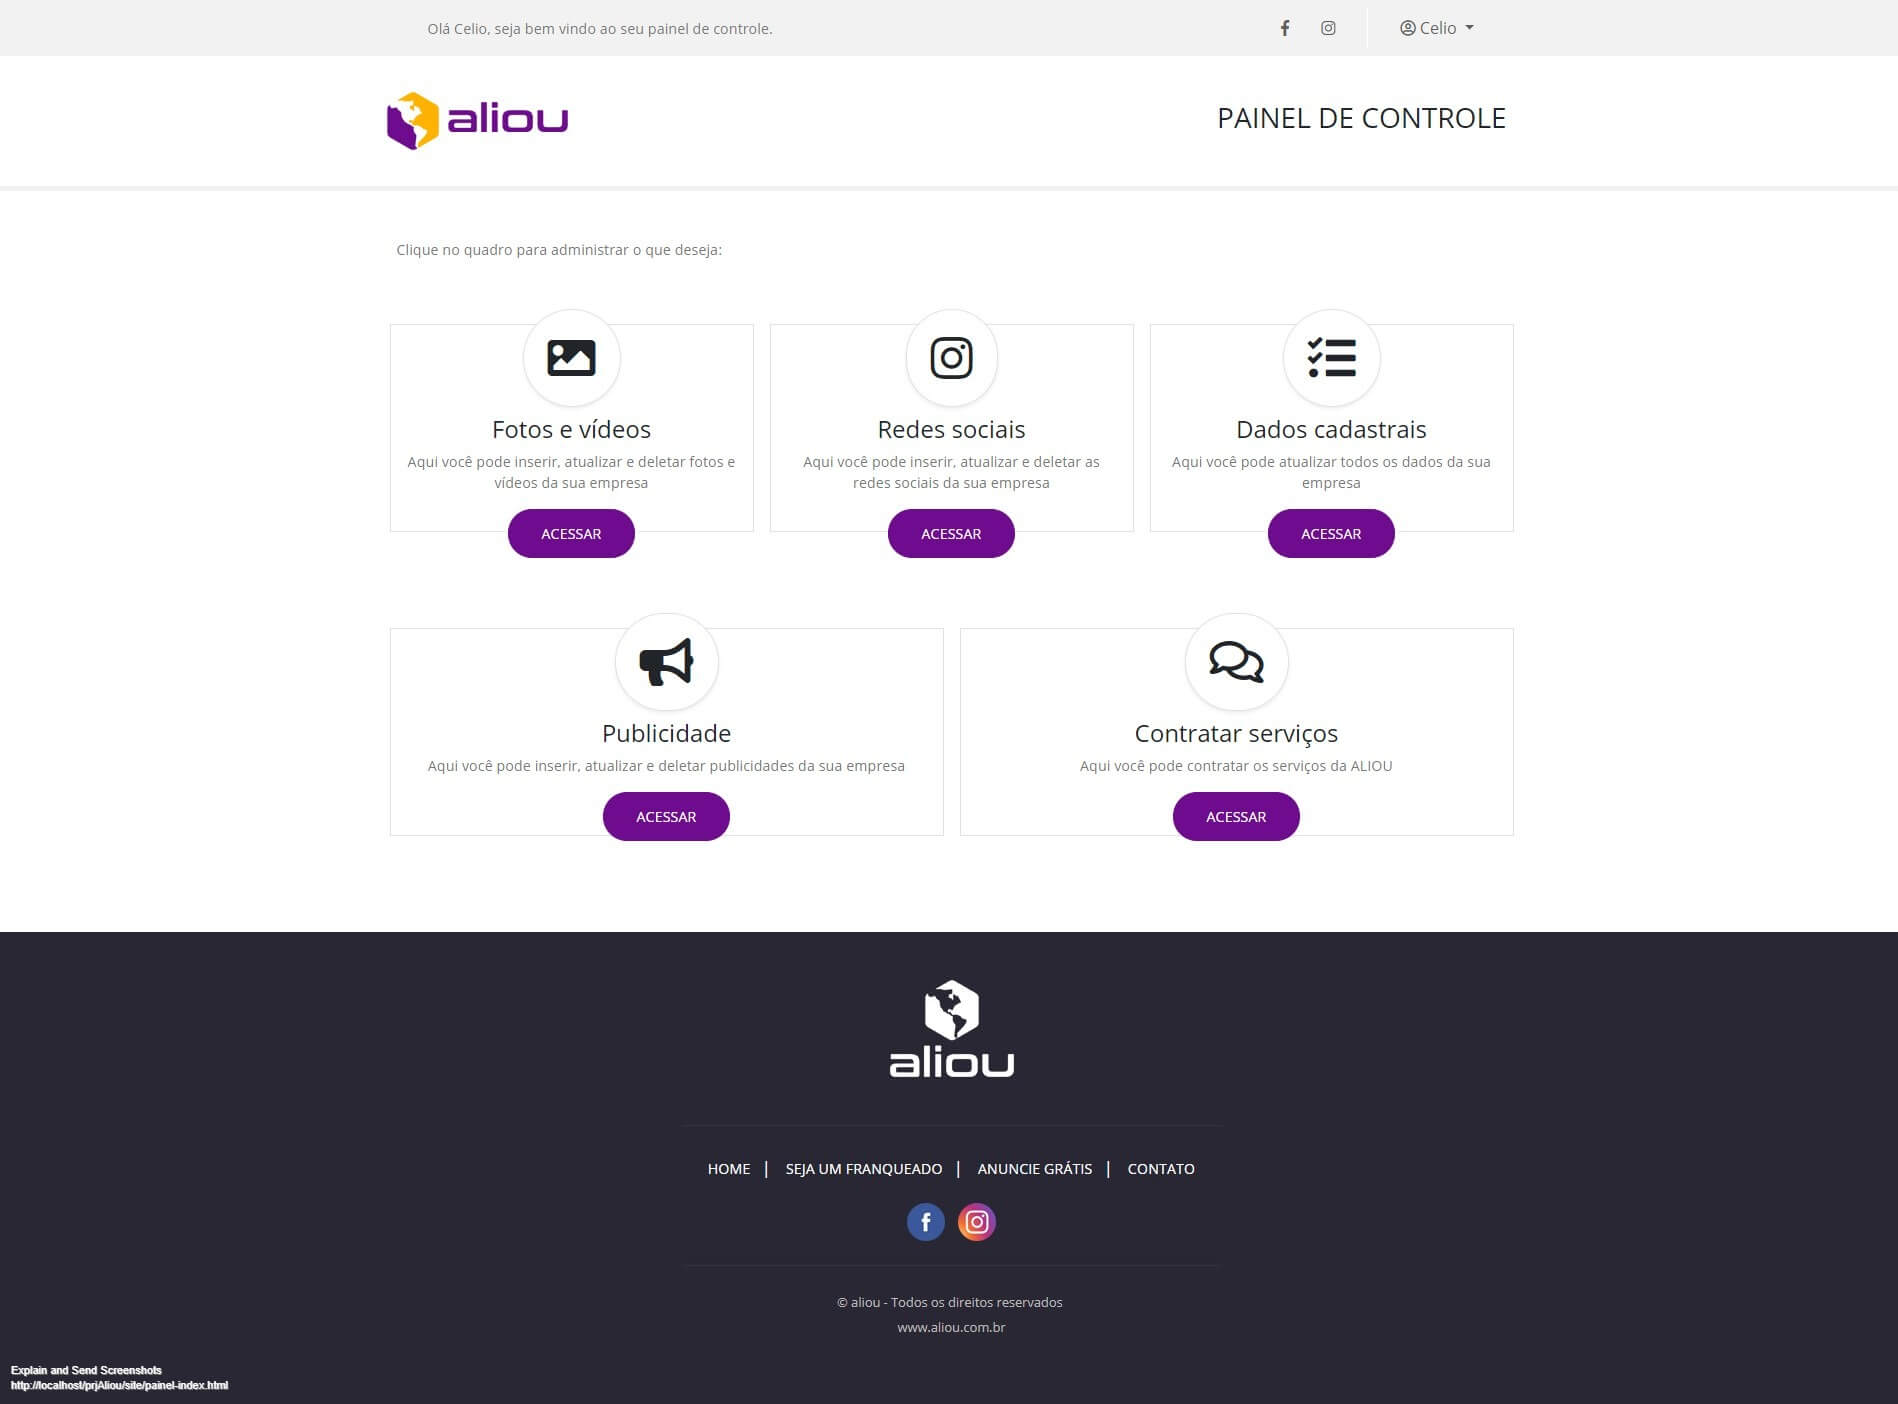 Olá Celio, seja bem vindo ao seu painel de controle.
Celio
aliou
PAINEL DE CONTROLE
Clique no quadro para administrar o que deseja:
Fotos e vídeos
Aqui você pode inserir, atualizar e deletar fotos e
vídeos da sua empresa
ACESSAR
Redes sociais
Aqui você pode inserir, atualizar e deletar as
redes sociais da sua empresa
ACESSAR
Dados cadastrais
Aqui você pode atualizar todos os dados da sua
empresa
ACESSAR
Publicidade
Aqui você pode inserir, atualizar e deletar publicidades da sua empresa
ACESSAR
Contratar serviços
Aqui você pode contratar os serviços da ALIOU
ACESSAR
aliou
HOME | SEJA UM FRANQUEADO | ANUNCIE GRÁTIS | CONTATO
© aliou - Todos os direitos reservados
www.aliou.com.br
Explain and Send Screenshots
http://localhost/prjAliou/site/painel-index.html